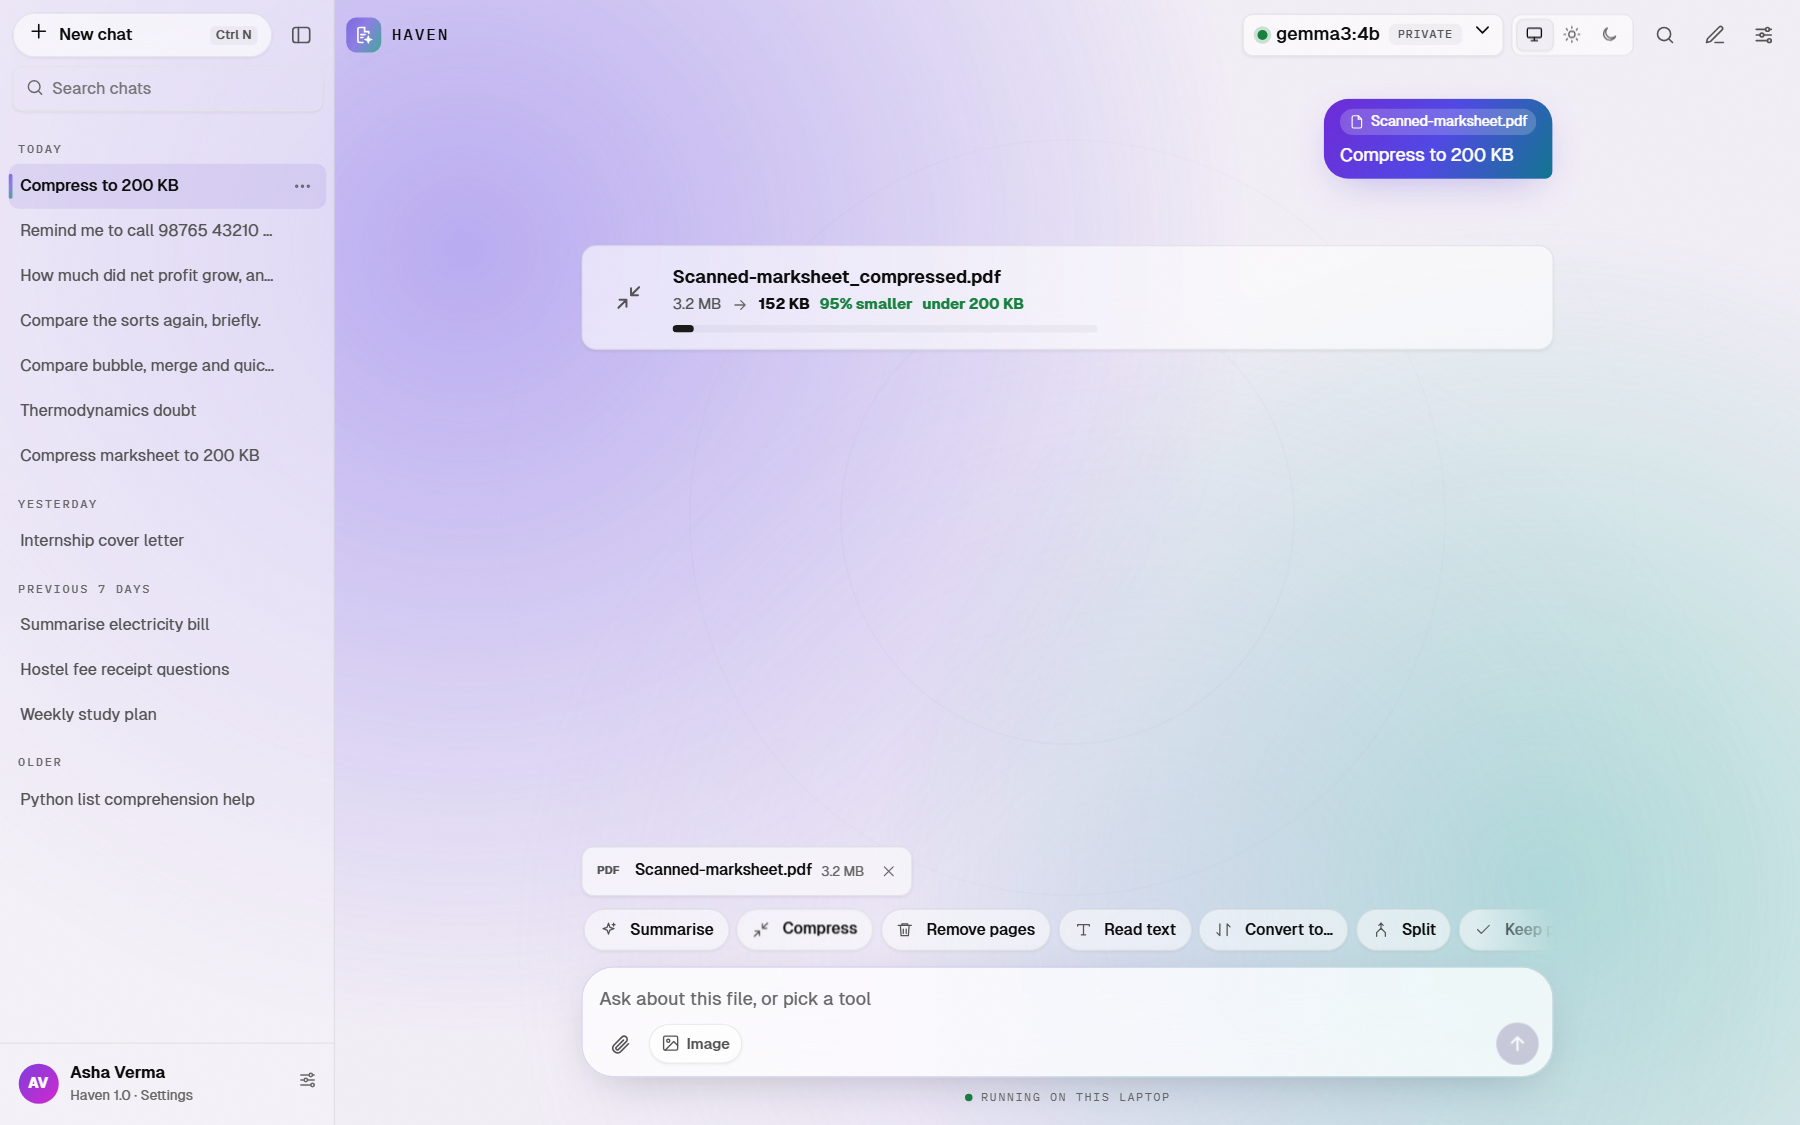 New chat
Ctrl N
Search chats
TODAY
Compress to 200 KB
Remind me to call 98765 43210 ...
How much did net profit grow, an...
Compare the sorts again, briefly.
Compare bubble, merge and quic...
Thermodynamics doubt
Compress marksheet to 200 KB
YESTERDAY
Internship cover letter
PREVIOUS 7 DAYS
Summarise electricity bill
Hostel fee receipt questions
Weekly study plan
OLDER
Python list comprehension help
AV
Asha Verma
Haven 1.0 · Settings
HAVEN
gemma3:4b PRIVATE
Scanned-marksheet.pdf
Compress to 200 KB
Scanned-marksheet_compressed.pdf
3.2 MB → 152 KB 95% smaller under 200 KB
PDF Scanned-marksheet.pdf 3.2 MB
Summarise Compress Remove pages Read text Convert to... Split Keep
Ask about this file, or pick a tool
Image
RUNNING ON THIS LAPTOP